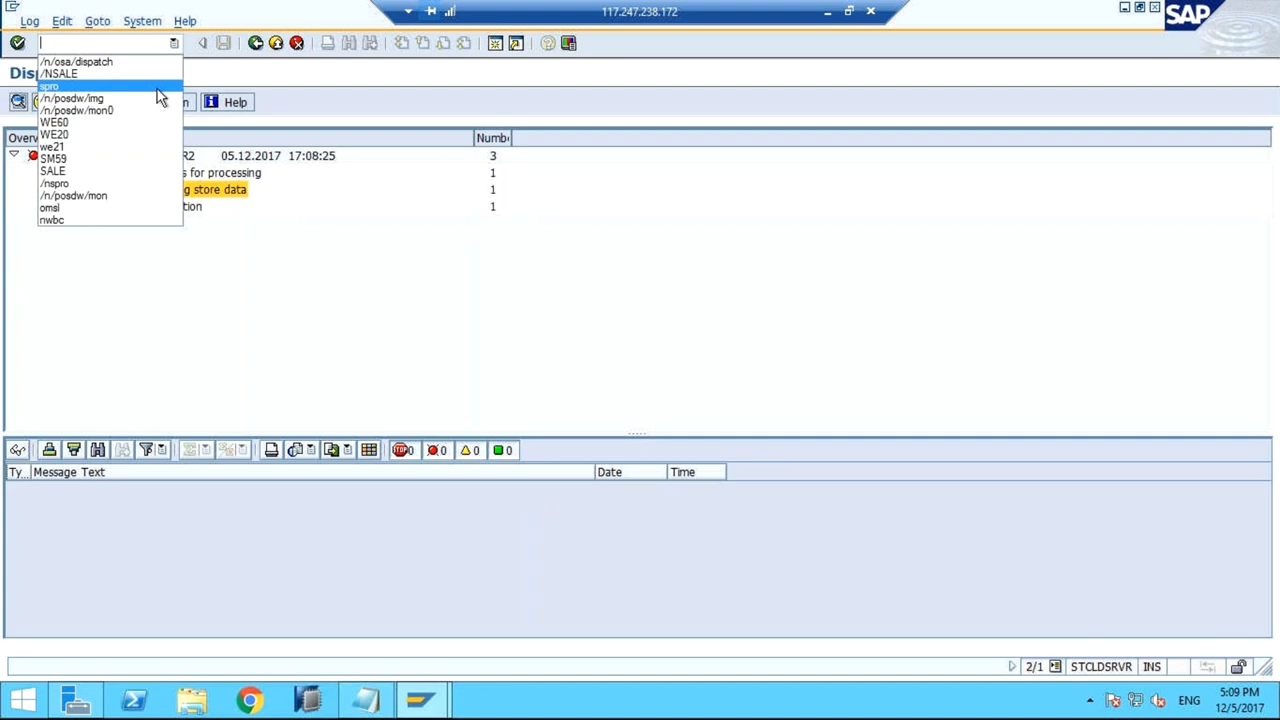 117.247.238.172
Log Edit Goto System Help
SAP
/n/osa/dispatch
/NSALE
spro
/n/posdw/img
/n/posdw/mon0
WE60
WE20
we21
SM59
SALE
/nspro
/n/posdw/mon
omsl
nwbc
Dis
n Help
Overv Numb
R2 05.12.2017 17:08:25 3
s for processing 1
g store data 1
tion 1
STOP 0 0 0 0
Ty... Message Text Date Time
2/1 STCLDSRVR INS
ENG
5:09 PM
12/5/2017